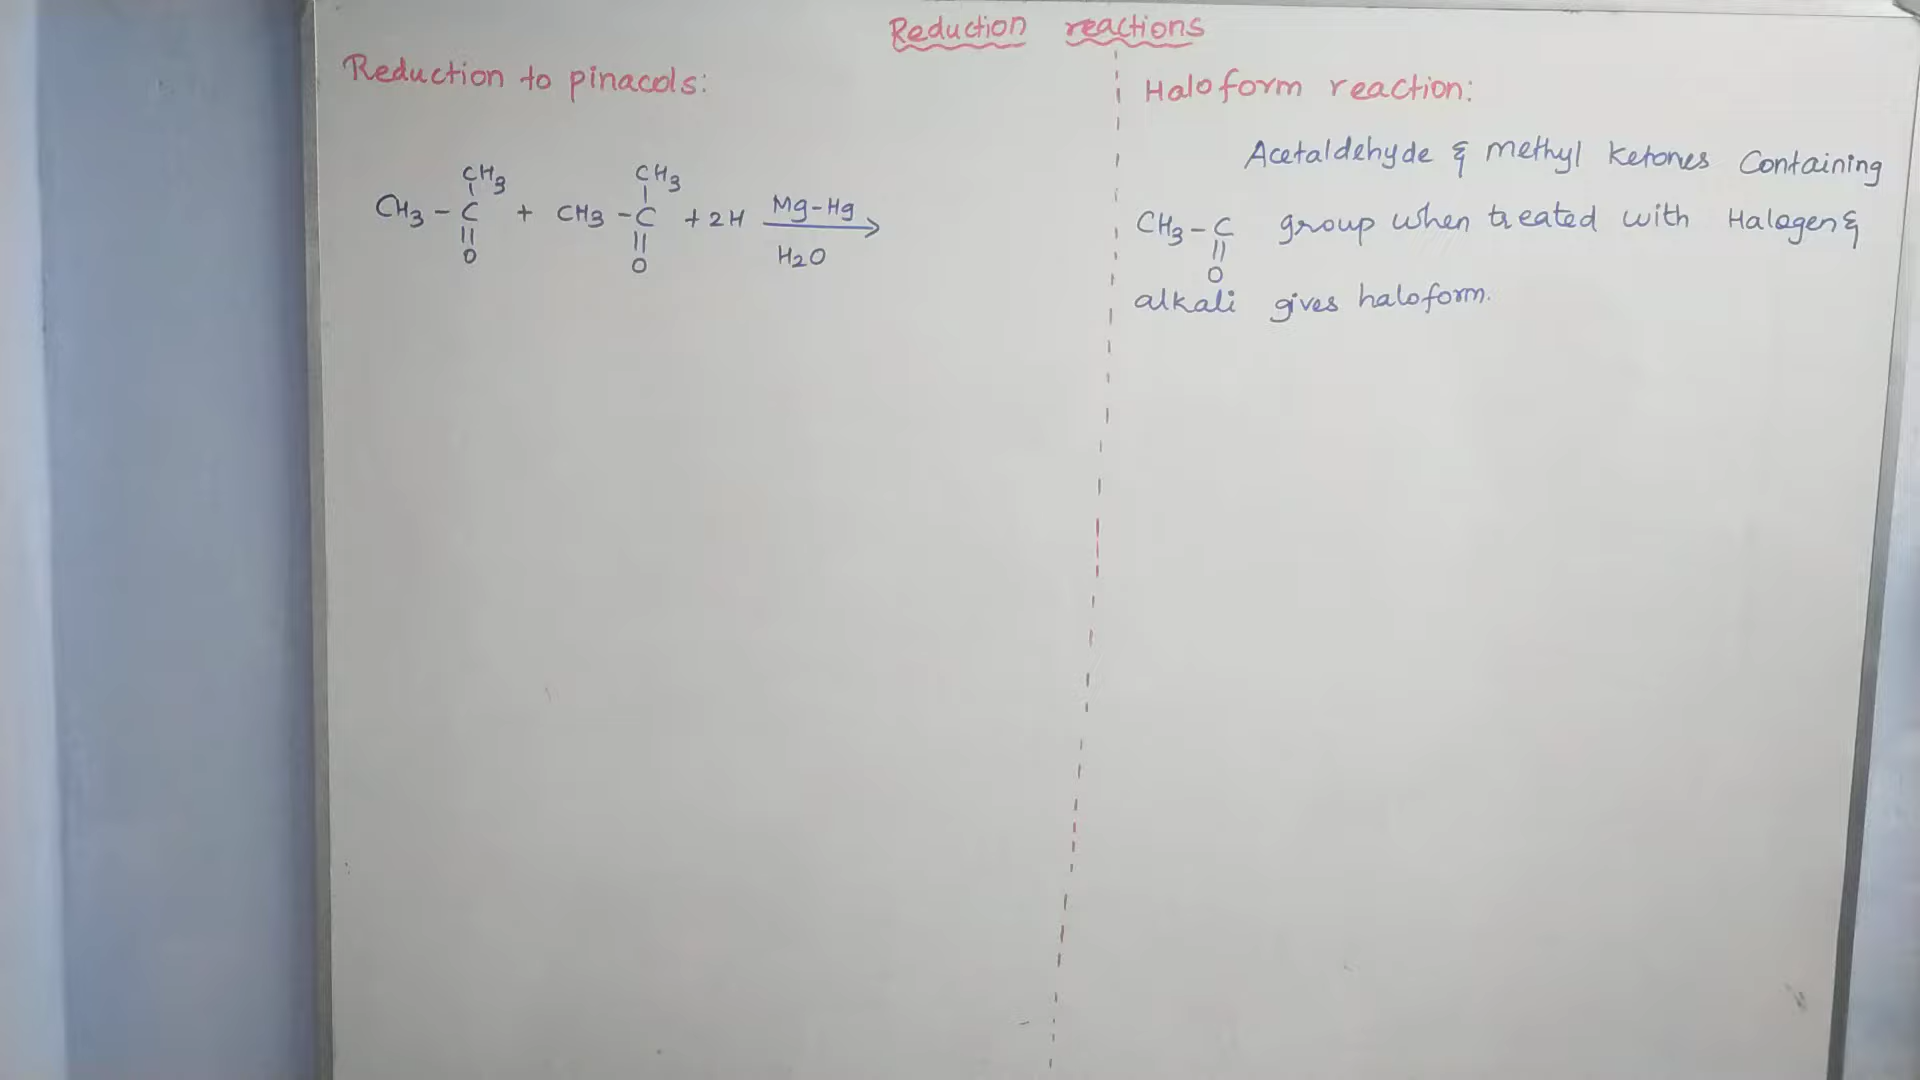 Reduction reactions
Reduction to pinacols:
CH3
CH3
CH3 - C + CH3 - C + 2H Mg-Hg
|| ||
O O H2O
Haloform reaction:
Acetaldehyde & methyl ketones Containing
CH3 - C group when treated with Halogen &
||
O
alkali gives haloform.